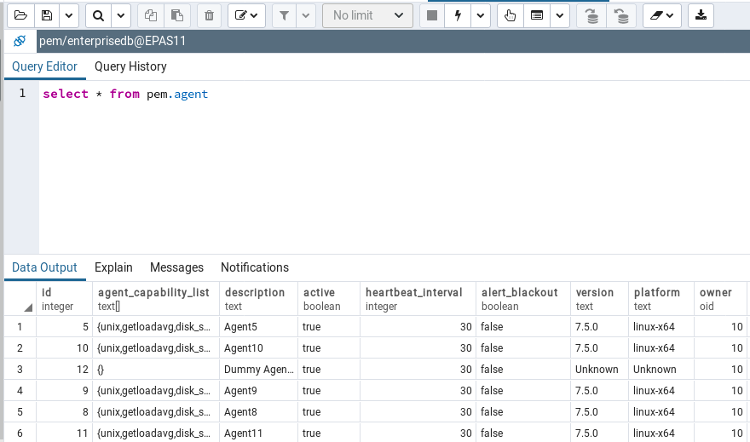 No limit
pem/enterprisedb@EPAS11
Query Editor Query History
1 select * from pem.agent
Data Output Explain Messages Notifications
id agent_capability_list description active heartbeat_interval alert_blackout version platform owner
integer text[] text boolean integer boolean text text oid
1 5 {unix,getloadavg,disk_s... Agent5 true 30 false 7.5.0 linux-x64 10
2 10 {unix,getloadavg,disk_s... Agent10 true 30 false 7.5.0 linux-x64 10
3 12 {} Dummy Agen... true 30 false Unknown Unknown 10
4 9 {unix,getloadavg,disk_s... Agent9 true 30 false 7.5.0 linux-x64 10
5 8 {unix,getloadavg,disk_s... Agent8 true 30 false 7.5.0 linux-x64 10
6 11 {unix,getloadavg,disk_s... Agent11 true 30 false 7.5.0 linux-x64 10